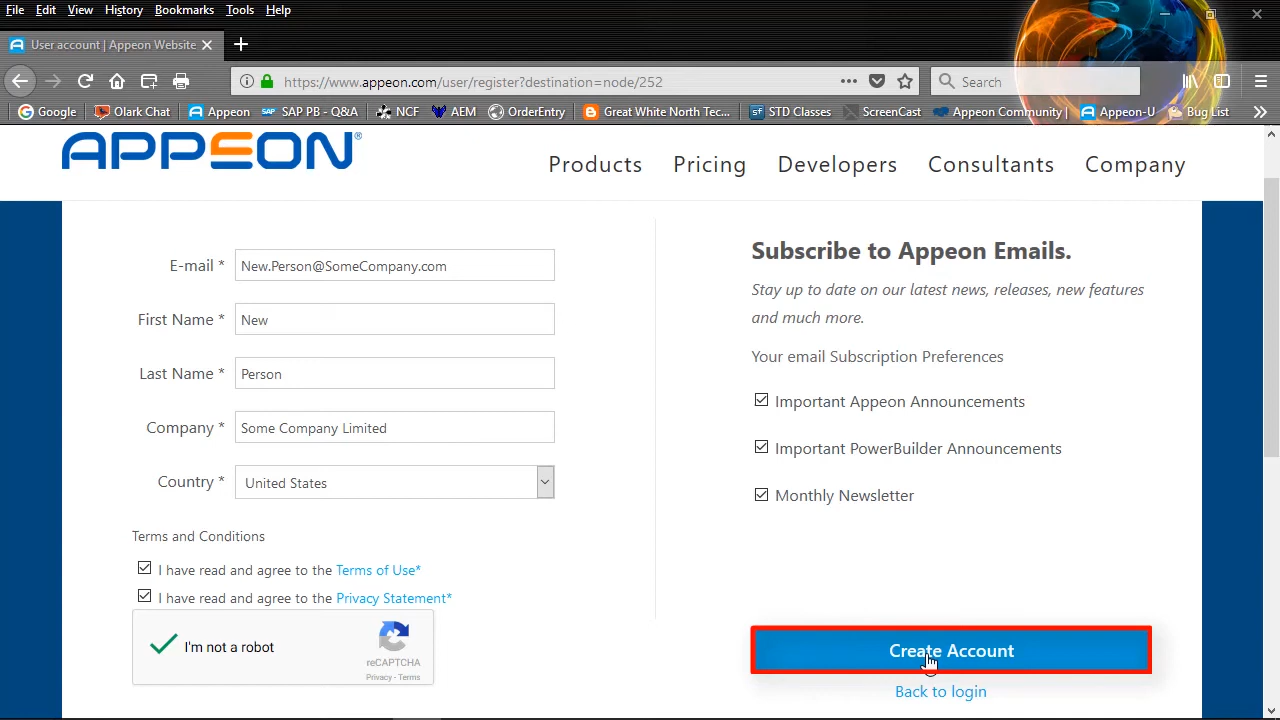 File Edit View History Bookmarks Tools Help
User account | Appeon Website
https://www.appeon.com/user/register?destination=node/252
Search
Google Olark Chat Appeon SAP PB - Q&A NCF AEM OrderEntry Great White North Tec... STD Classes ScreenCast Appeon Community | Appeon-U Bug List
APPEON®
Products Pricing Developers Consultants Company
E-mail * New.Person@SomeCompany.com
First Name * New
Last Name * Person
Company * Some Company Limited
Country * United States
Terms and Conditions
I have read and agree to the Terms of Use*
I have read and agree to the Privacy Statement*
I'm not a robot
reCAPTCHA
Privacy - Terms
Subscribe to Appeon Emails.
Stay up to date on our latest news, releases, new features
and much more.
Your email Subscription Preferences
Important Appeon Announcements
Important PowerBuilder Announcements
Monthly Newsletter
Create Account
Back to login